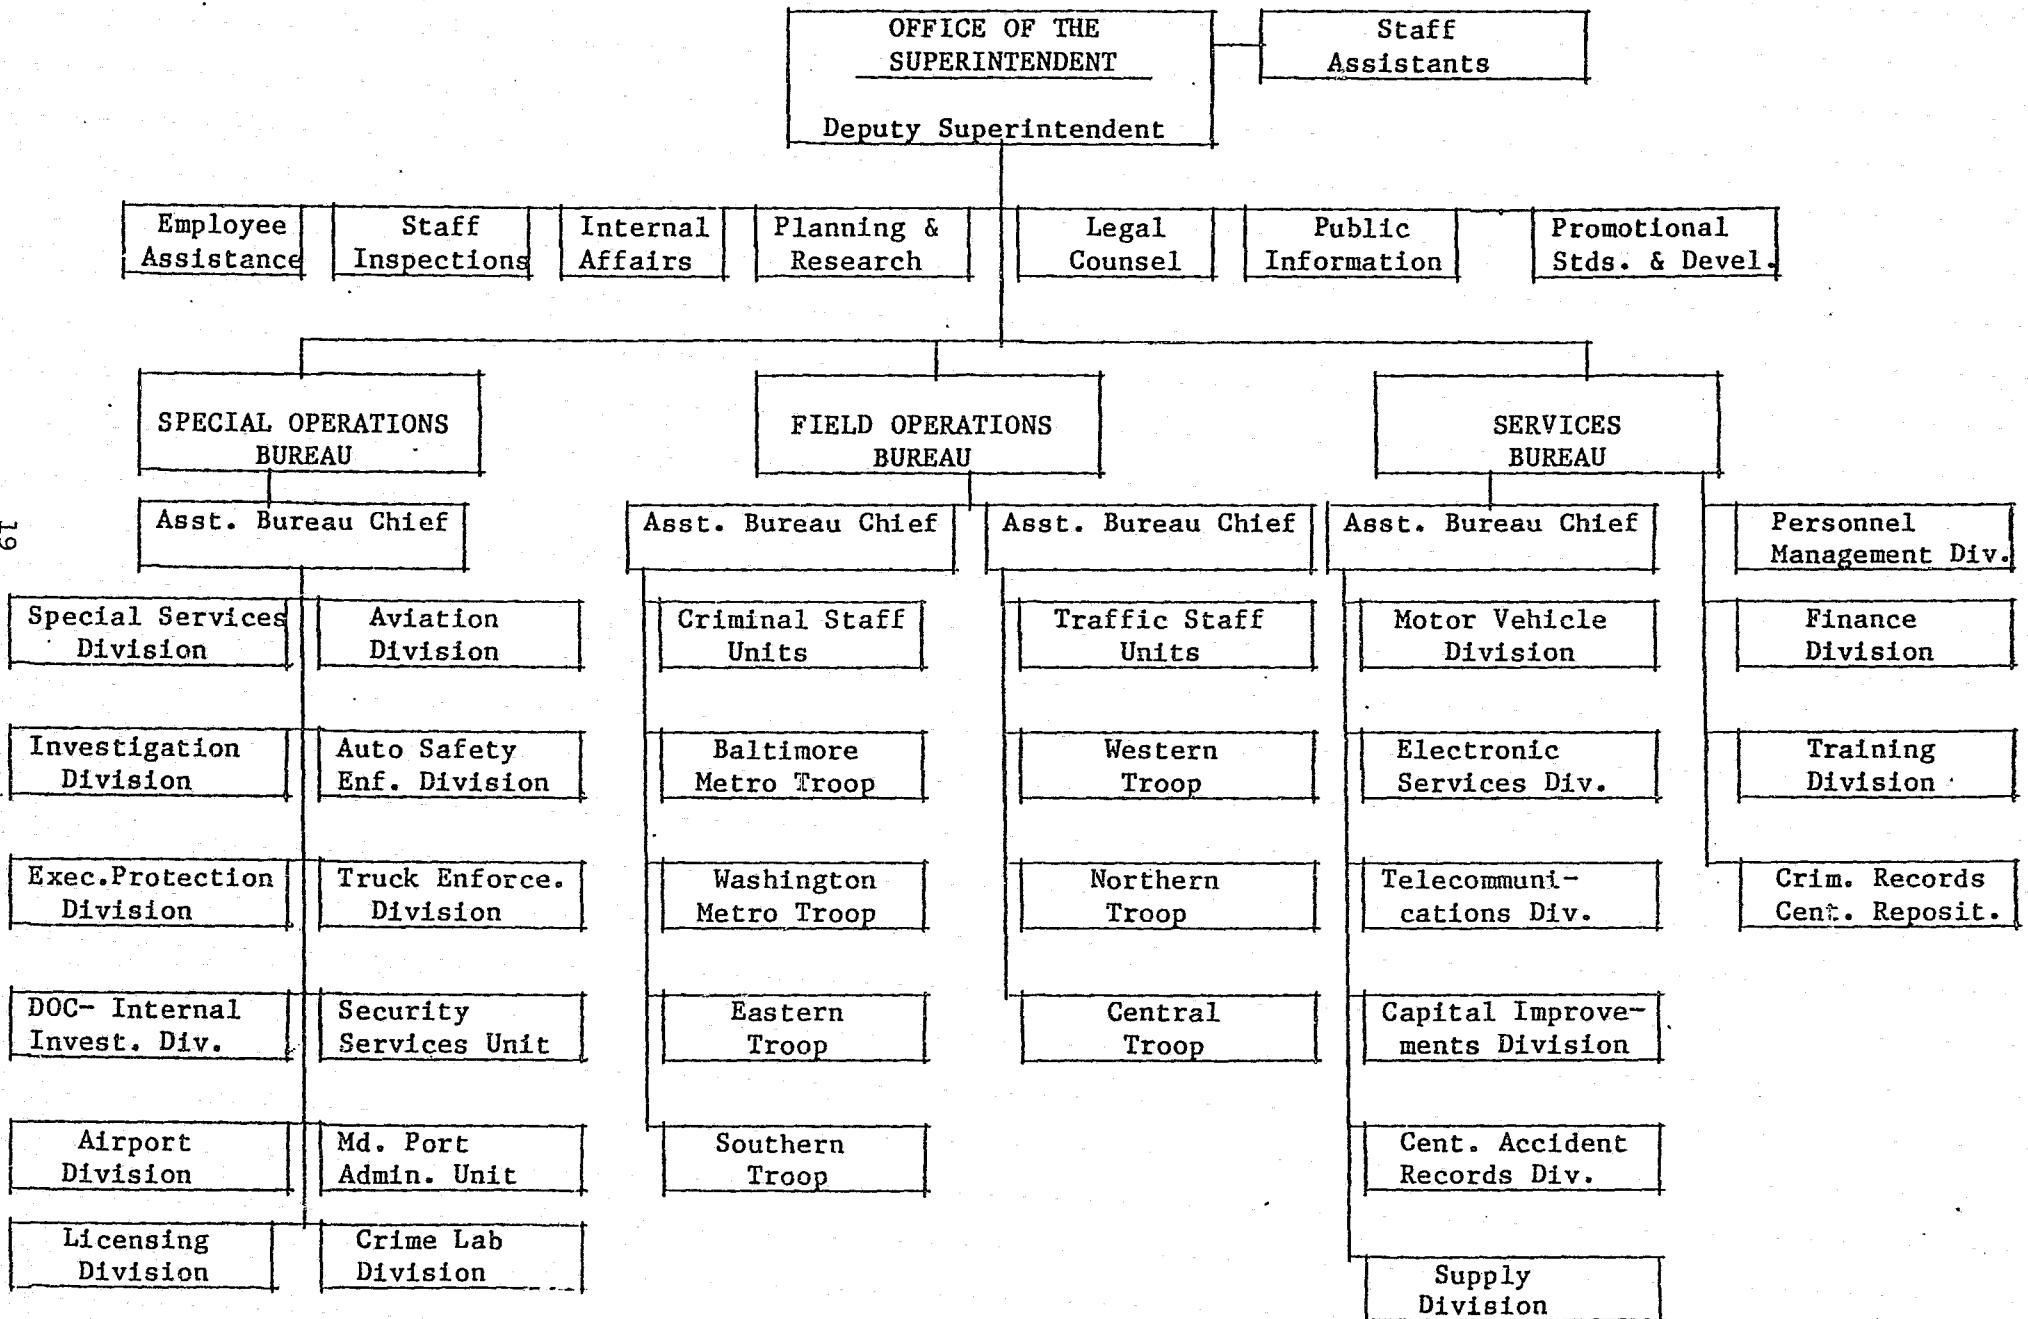 OFFICE OF THE
SUPERINTENDENT
Deputy Superintendent
Staff
Assistants
Employee
Assistance
Staff
Inspections
Internal
Affairs
Planning &
Research
Legal
Counsel
Public
Information
Promotional
Stds. & Devel.
SPECIAL OPERATIONS
BUREAU
Asst. Bureau Chief
Special Services
Division
Aviation
Division
Investigation
Division
Auto Safety
Enf. Division
Exec.Protection
Division
Truck Enforce.
Division
DOC- Internal
Invest. Div.
Security
Services Unit
Airport
Division
Md. Port
Admin. Unit
Licensing
Division
Crime Lab
Division
FIELD OPERATIONS
BUREAU
Asst. Bureau Chief
Criminal Staff
Units
Baltimore
Metro Troop
Washington
Metro Troop
Eastern
Troop
Southern
Troop
Asst. Bureau Chief
Traffic Staff
Units
Western
Troop
Northern
Troop
Central
Troop
SERVICES
BUREAU
Asst. Bureau Chief
Motor Vehicle
Division
Electronic
Services Div.
Telecommuni-
cations Div.
Capital Improve-
ments Division
Cent. Accident
Records Div.
Supply
Division
Personnel
Management Div.
Finance
Division
Training
Division
Crim. Records
Cent. Reposit.
19